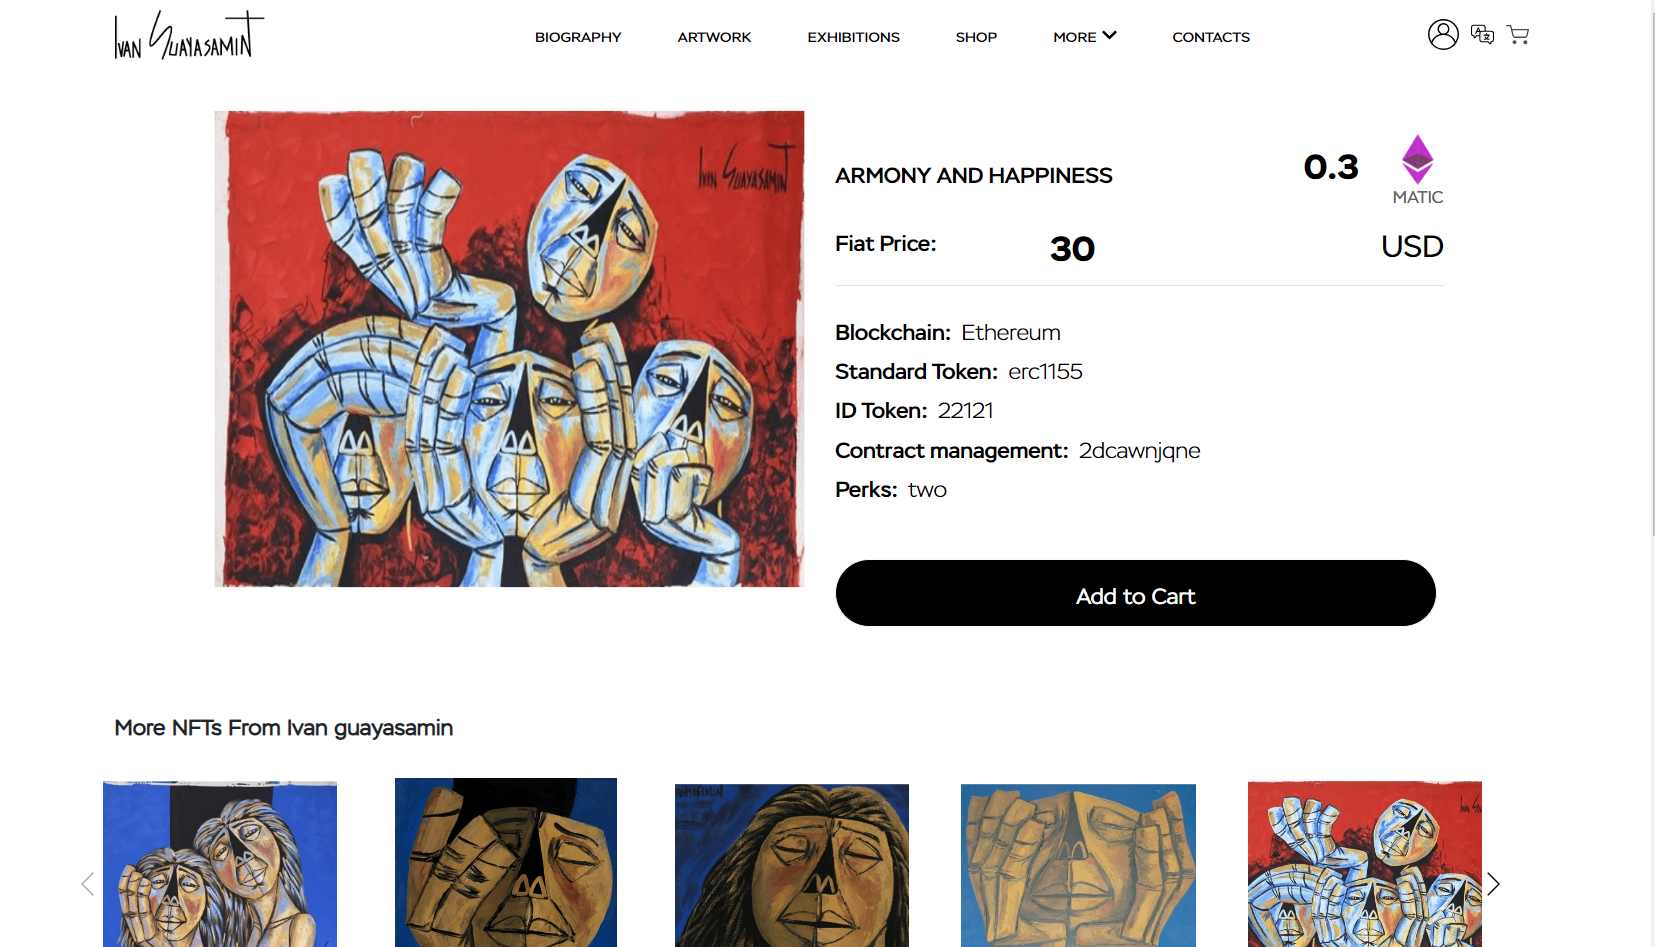 IVAN GUAYASAMIN
BIOGRAPHY
ARTWORK
EXHIBITIONS
SHOP
MORE
CONTACTS
IVAN GUAYASAMIN
ARMONY AND HAPPINESS
0.3
MATIC
Fiat Price:
30
USD
Blockchain: Ethereum
Standard Token: erc1155
ID Token: 22121
Contract management: 2dcawnjqne
Perks: two
Add to Cart
More NFTs From Ivan guayasamin